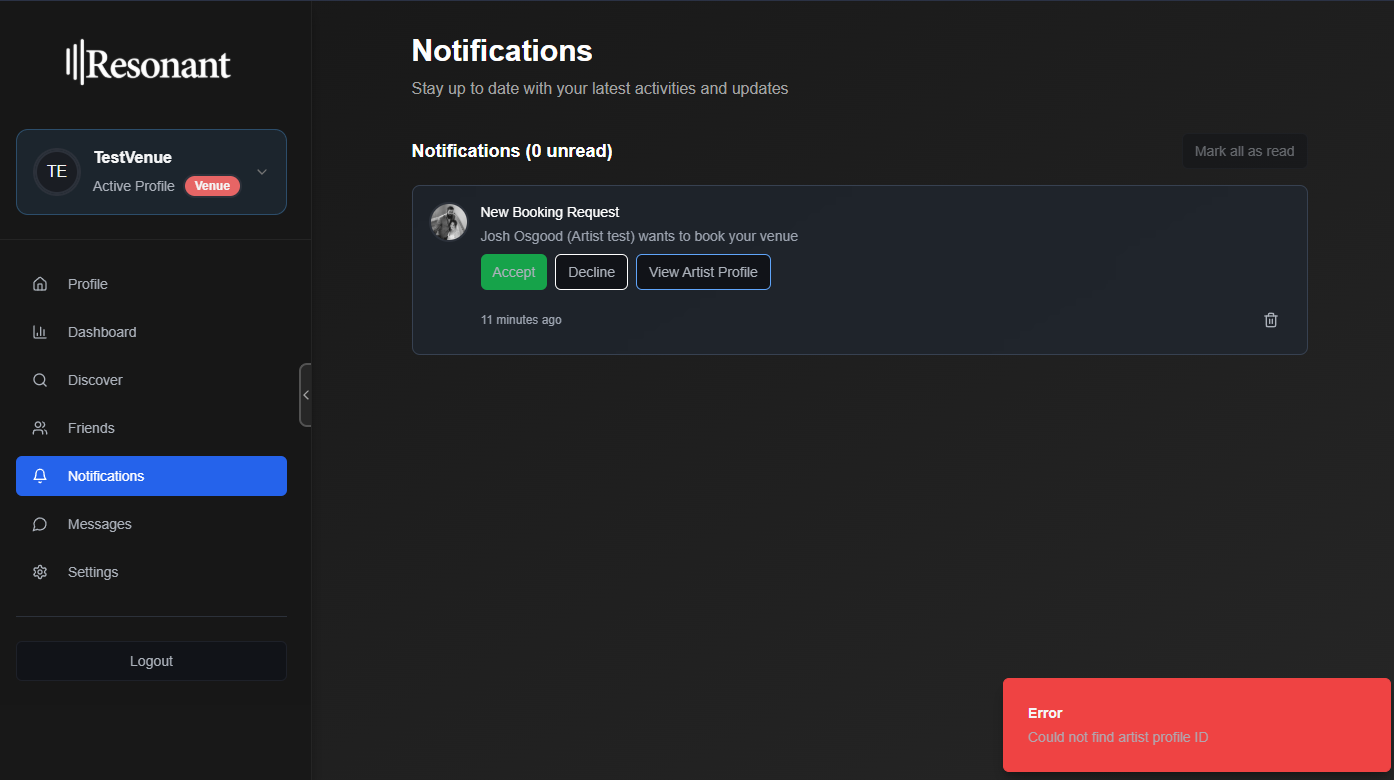 Resonant
TE
TestVenue
Active Profile
Venue
Profile
Dashboard
Discover
Friends
Notifications
Messages
Settings
Logout
Notifications
Stay up to date with your latest activities and updates
Notifications (0 unread)
Mark all as read
New Booking Request
Josh Osgood (Artist test) wants to book your venue
Accept
Decline
View Artist Profile
11 minutes ago
Error
Could not find artist profile ID